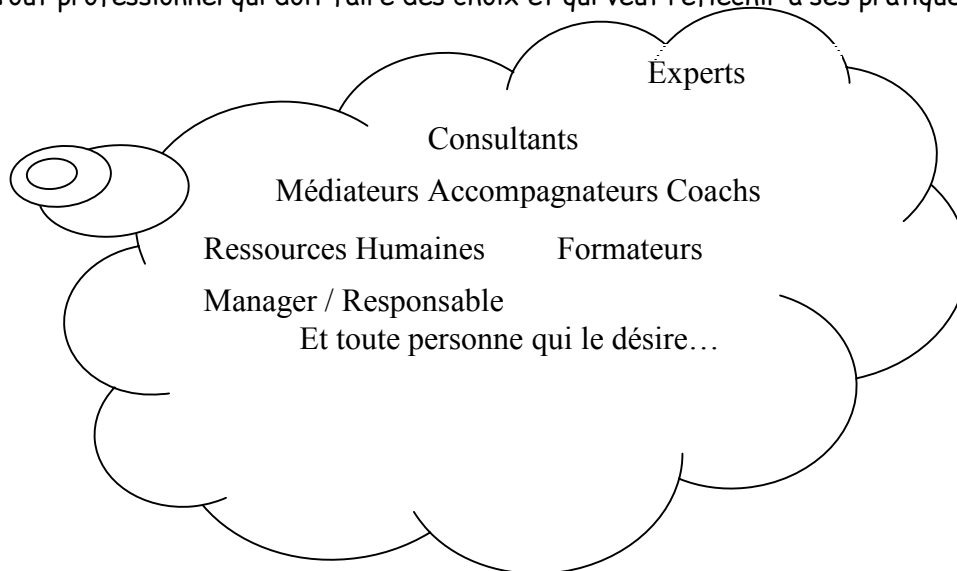 Tout professionnel qui doit faire des choix et qui veut réfléchir à ses pratique
Experts
Consultants
Médiateurs Accompagnateurs Coachs
Ressources Humaines Formateurs
Manager / Responsable
Et toute personne qui le désire…